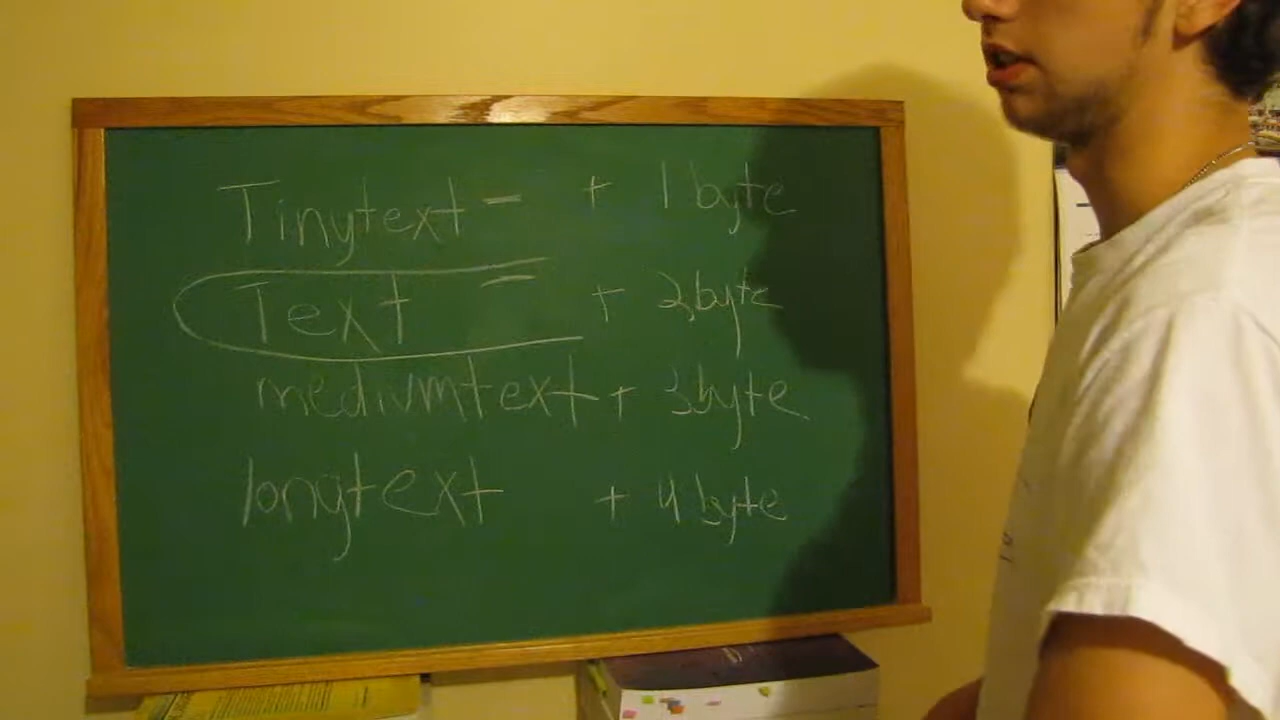 Tinytext - + 1 byte
Text - + 2byte
mediumtext + 3byte
longtext + 4 byte